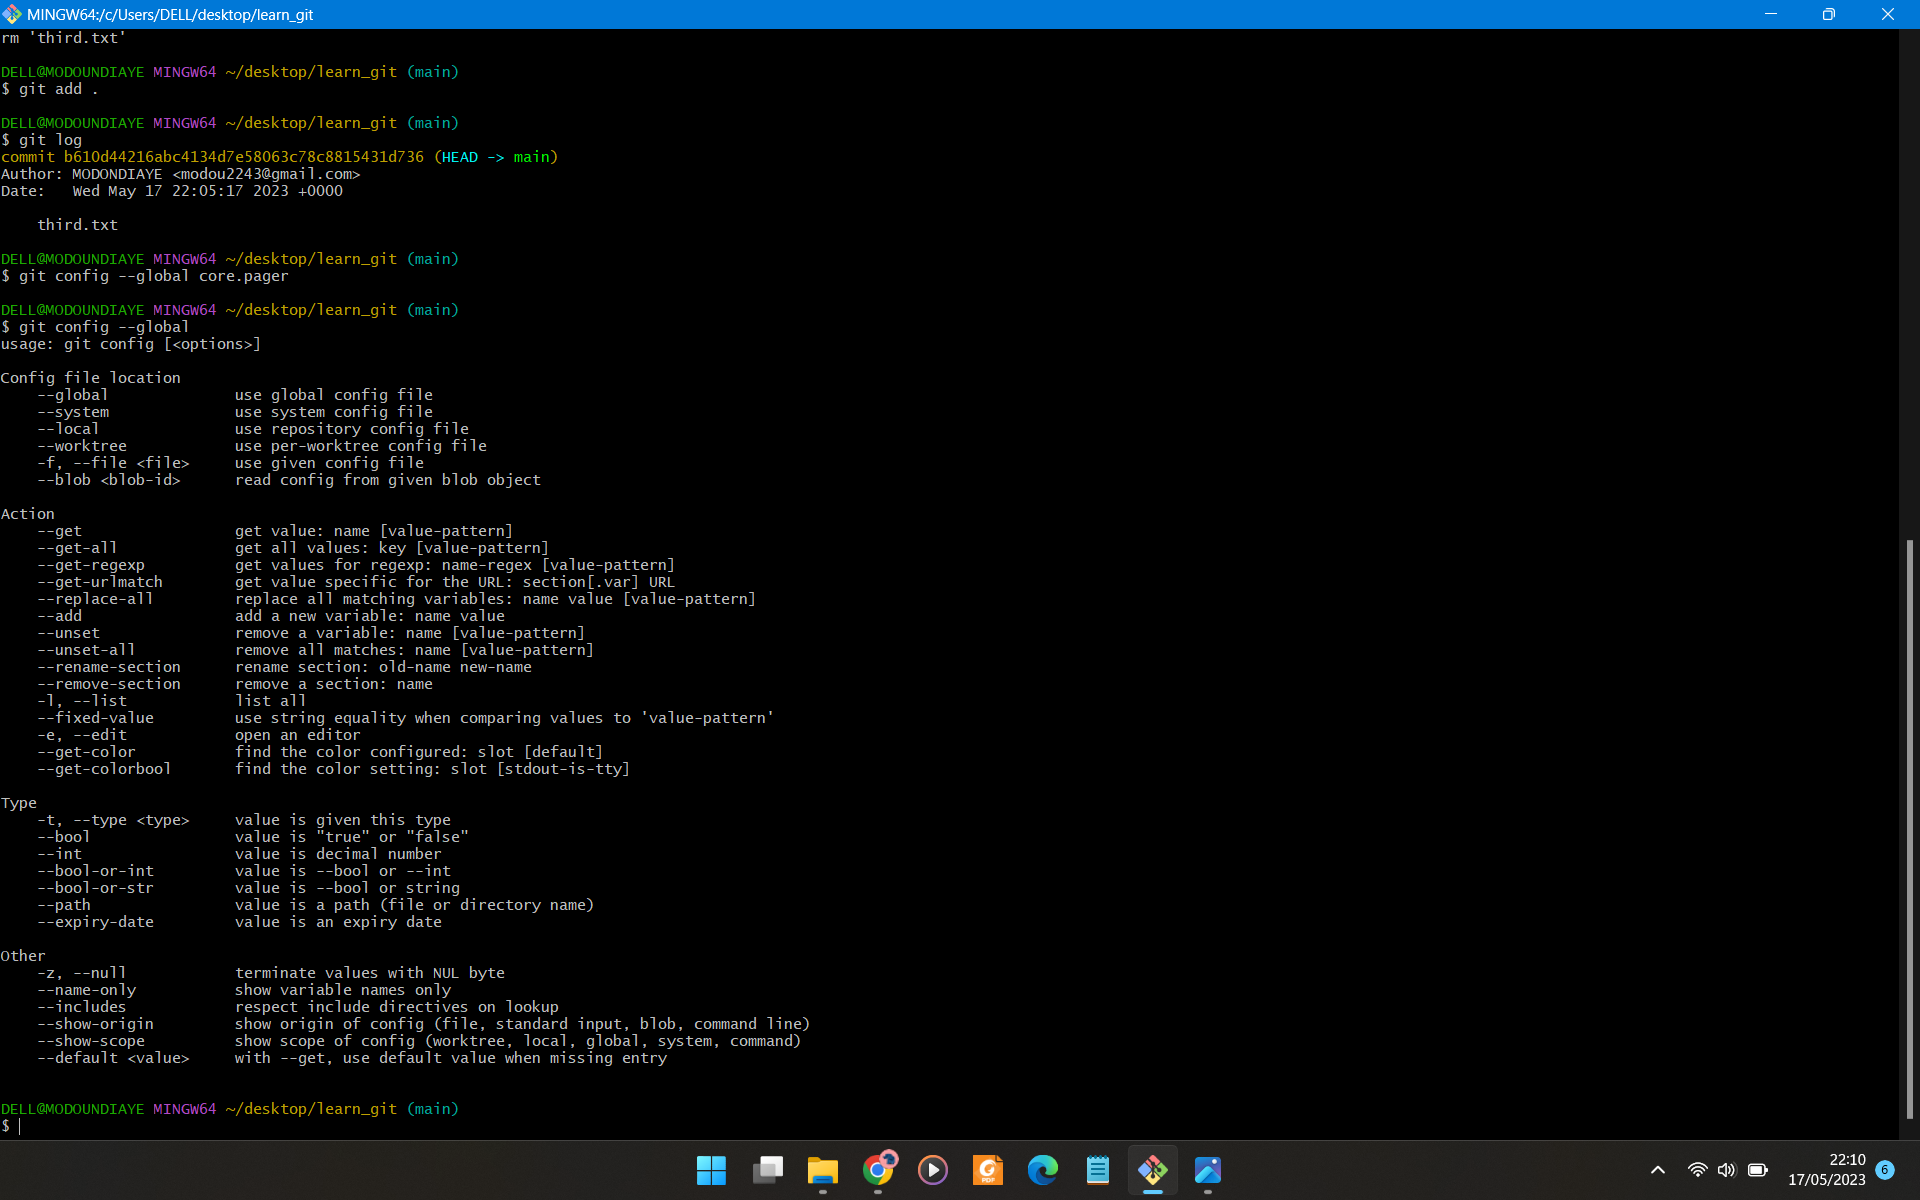 MINGW64:/c/Users/DELL/desktop/learn_git
rm 'third.txt'
DELL@MODOUNDIAYE MINGW64 ~/desktop/learn_git (main)
$ git add .
DELL@MODOUNDIAYE MINGW64 ~/desktop/learn_git (main)
$ git log
commit b610d44216abc4134d7e58063c78c8815431d736 (HEAD -> main)
Author: MODONDIAYE <modou2243@gmail.com>
Date:   Wed May 17 22:05:17 2023 +0000
    third.txt
DELL@MODOUNDIAYE MINGW64 ~/desktop/learn_git (main)
$ git config --global core.pager
DELL@MODOUNDIAYE MINGW64 ~/desktop/learn_git (main)
$ git config --global
usage: git config [<options>]
Config file location
    --global              use global config file
    --system              use system config file
    --local               use repository config file
    --worktree            use per-worktree config file
    -f, --file <file>     use given config file
    --blob <blob-id>      read config from given blob object
Action
    --get                 get value: name [value-pattern]
    --get-all             get all values: key [value-pattern]
    --get-regexp          get values for regexp: name-regex [value-pattern]
    --get-urlmatch        get value specific for the URL: section[.var] URL
    --replace-all         replace all matching variables: name value [value-pattern]
    --add                 add a new variable: name value
    --unset               remove a variable: name [value-pattern]
    --unset-all           remove all matches: name [value-pattern]
    --rename-section      rename section: old-name new-name
    --remove-section      remove a section: name
    -l, --list            list all
    --fixed-value         use string equality when comparing values to 'value-pattern'
    -e, --edit            open an editor
    --get-color           find the color configured: slot [default]
    --get-colorbool       find the color setting: slot [stdout-is-tty]
Type
    -t, --type <type>     value is given this type
    --bool                value is "true" or "false"
    --int                 value is decimal number
    --bool-or-int         value is --bool or --int
    --bool-or-str         value is --bool or string
    --path                value is a path (file or directory name)
    --expiry-date         value is an expiry date
Other
    -z, --null            terminate values with NUL byte
    --name-only           show variable names only
    --includes            respect include directives on lookup
    --show-origin         show origin of config (file, standard input, blob, command line)
    --show-scope          show scope of config (worktree, local, global, system, command)
    --default <value>     with --get, use default value when missing entry
DELL@MODOUNDIAYE MINGW64 ~/desktop/learn_git (main)
$
PDF
22:10
17/05/2023
6